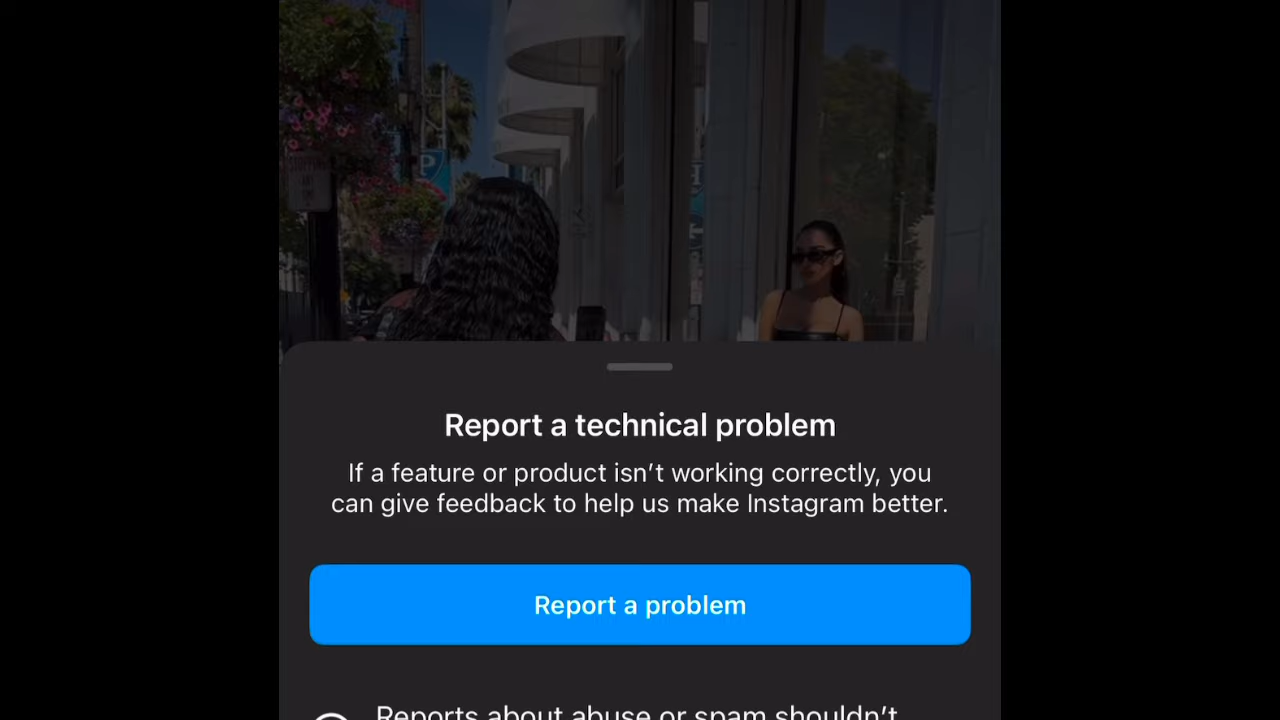 P
Report a technical problem
If a feature or product isn’t working correctly, you
can give feedback to help us make Instagram better.
Report a problem
Reports about abuse or spam shouldn’t